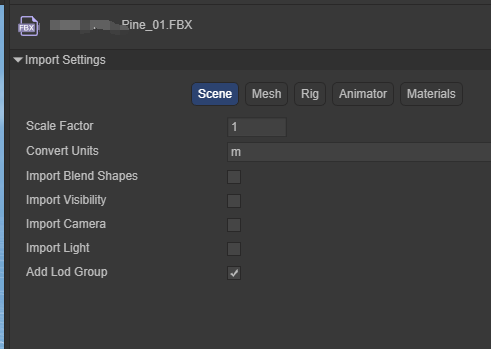 FBX
Pine_01.FBX
Import Settings
Scene Mesh Rig Animator Materials
Scale Factor 1
Convert Units m
Import Blend Shapes
Import Visibility
Import Camera
Import Light
Add Lod Group